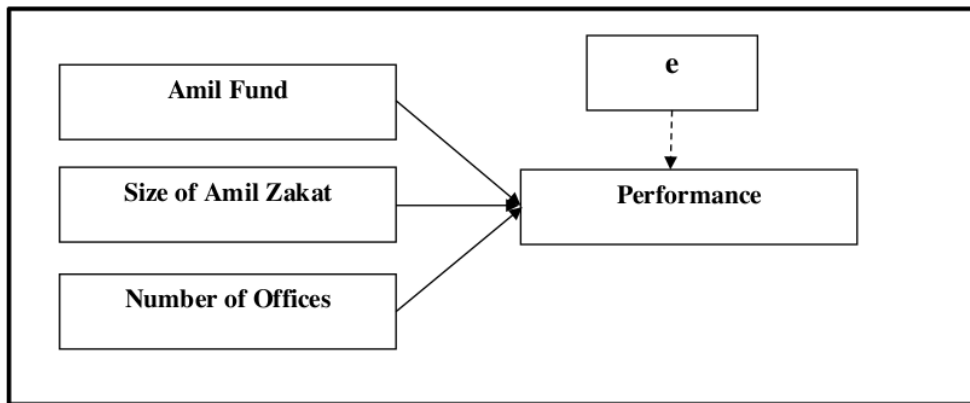 e
Amil Fund
Size of Amil Zakat
Performance
Number of Offices